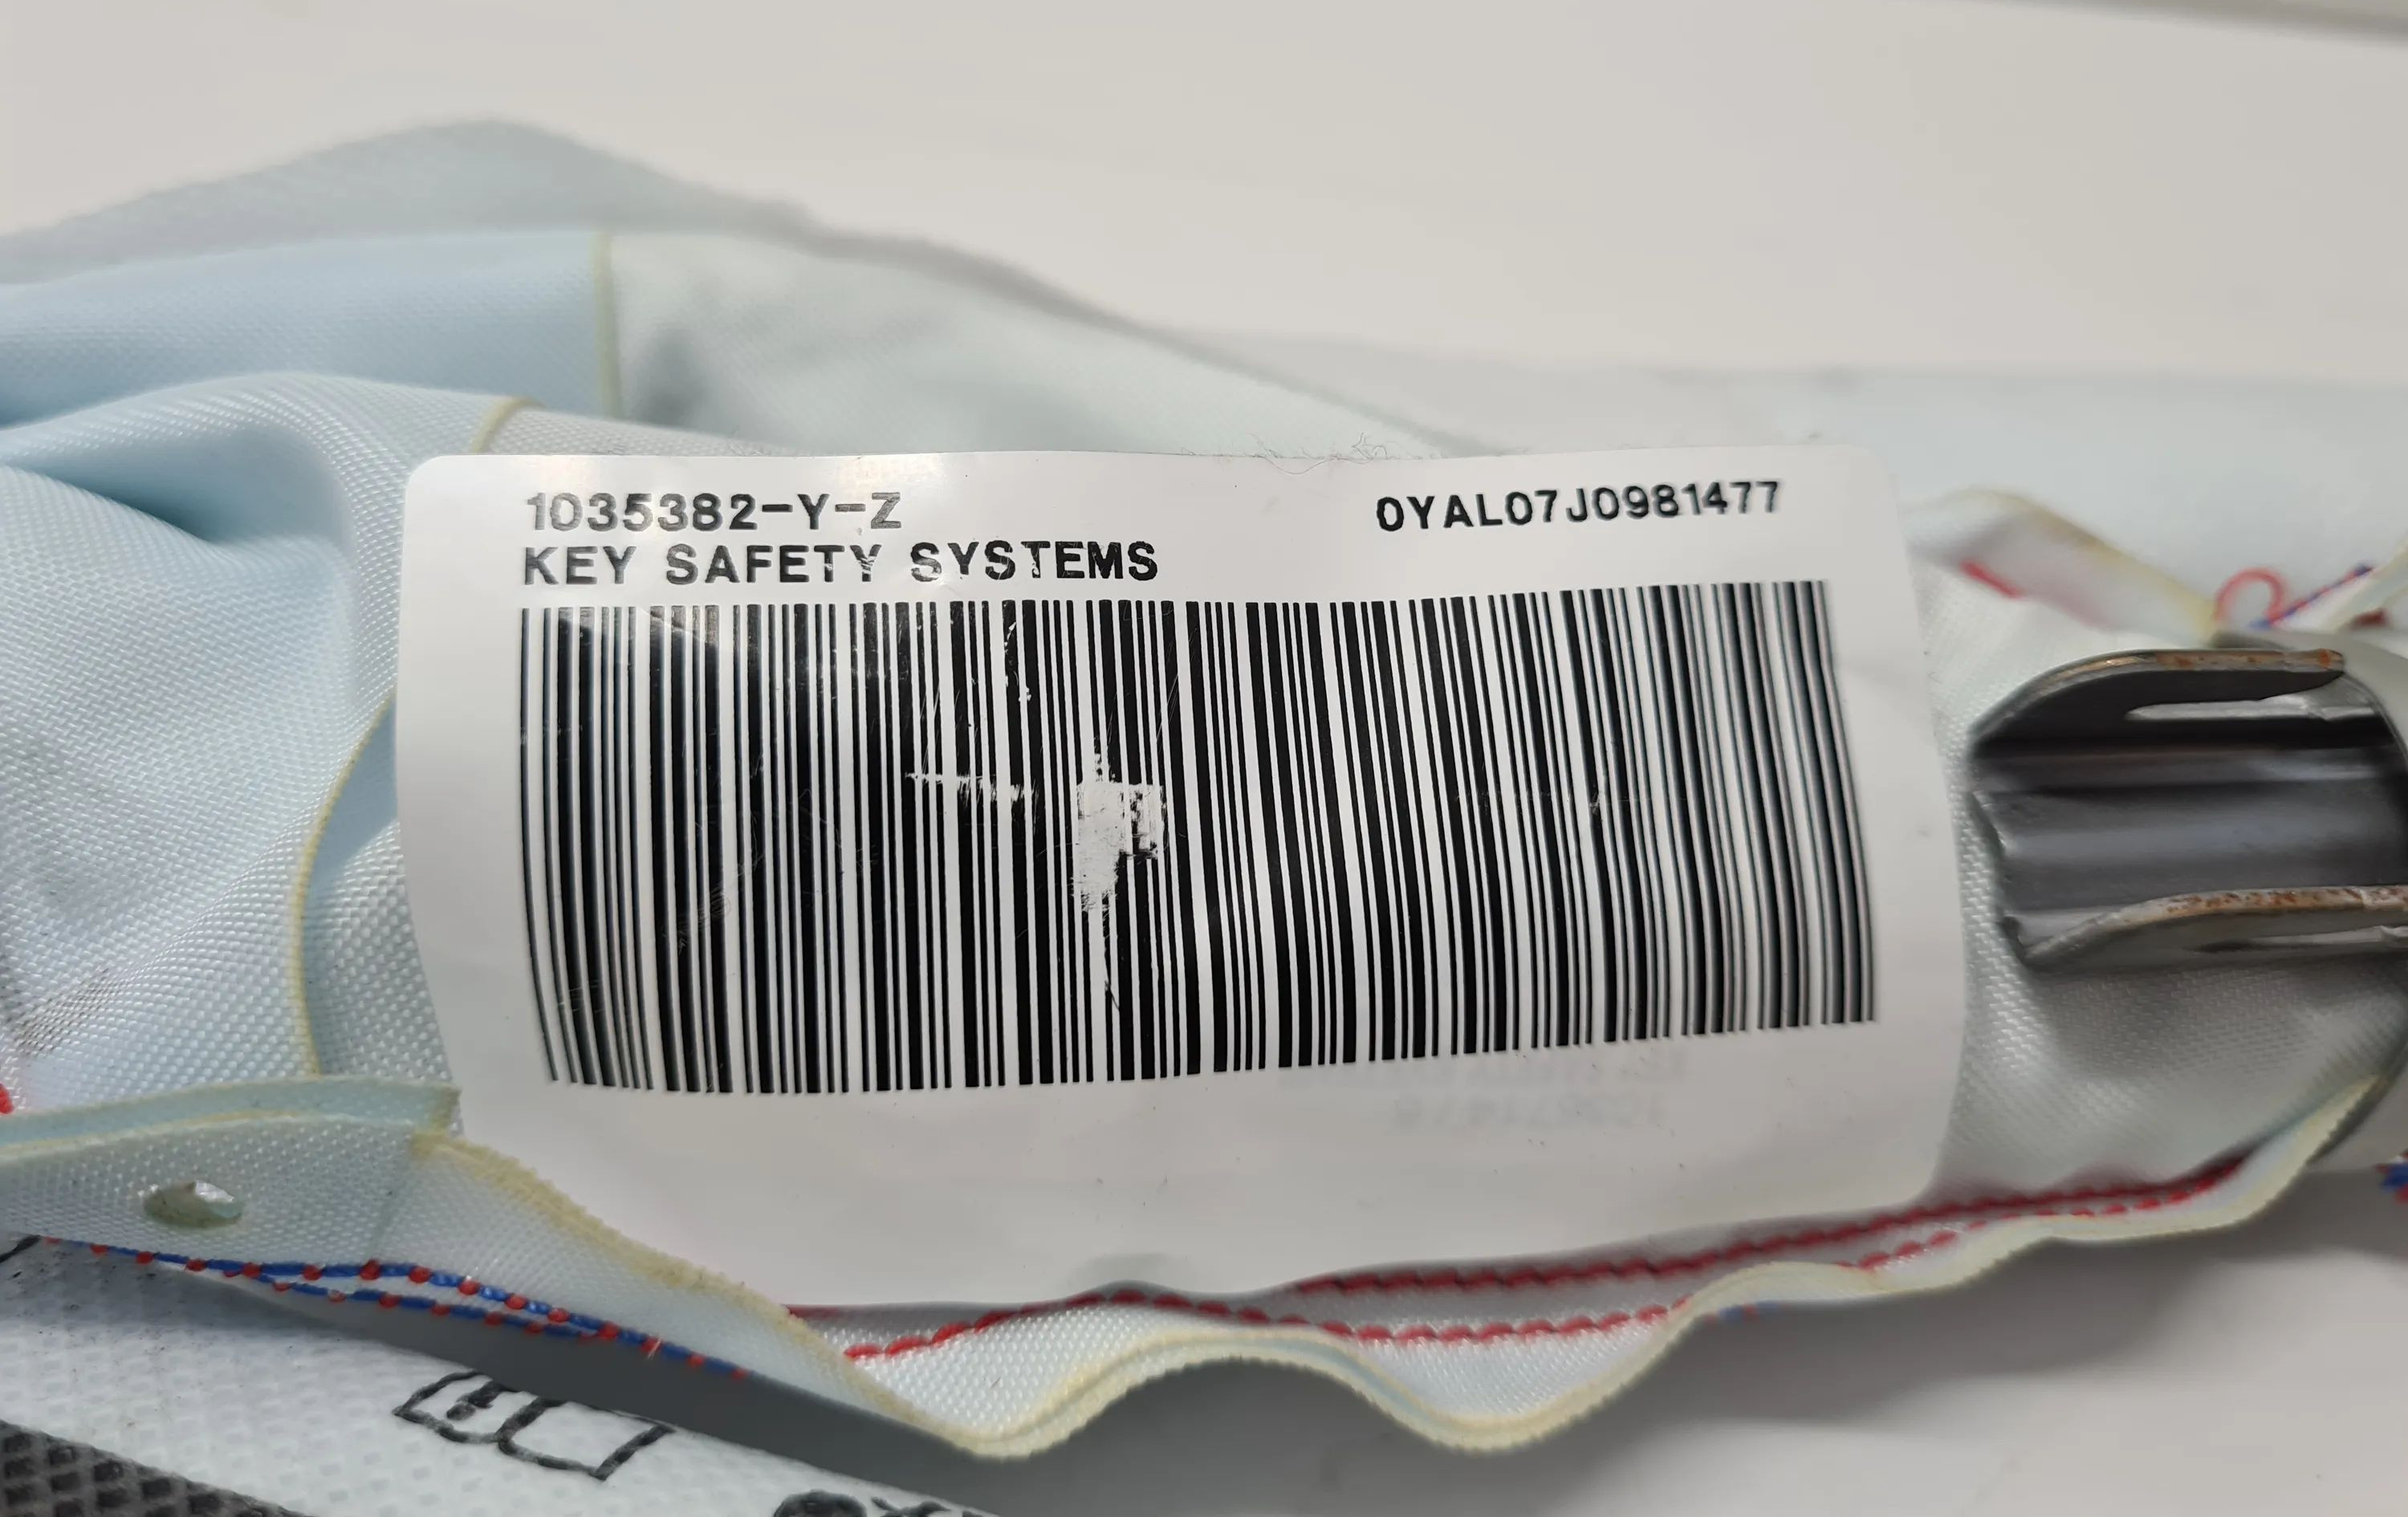 1035382-Y-Z
0YAL07J0981477
KEY SAFETY SYSTEMS